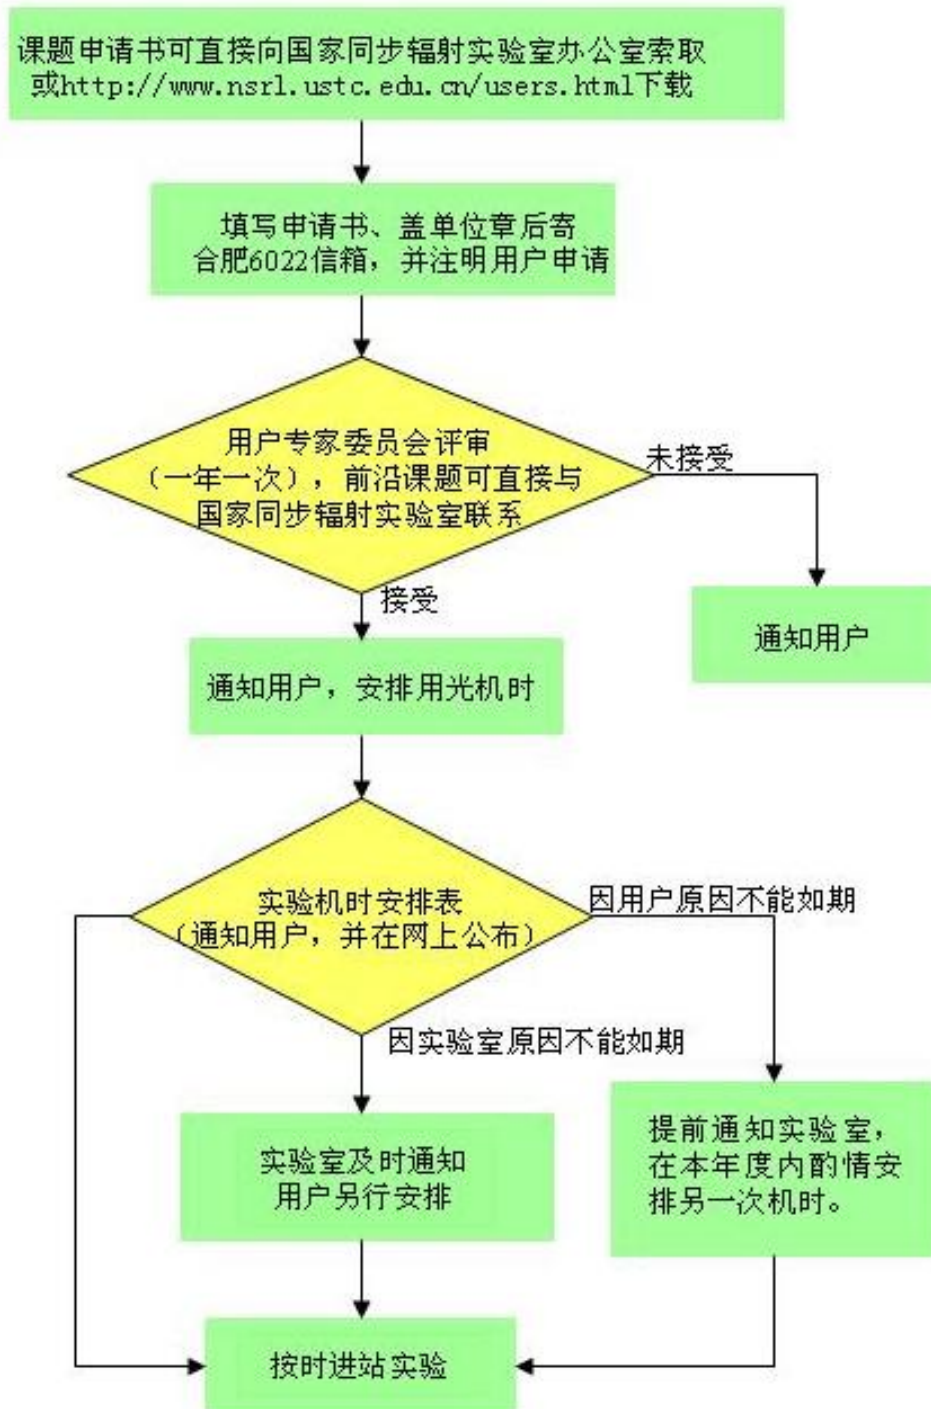 课题申请书可直接向国家同步辐射实验室办公室索取
或http://www.nsrl.ustc.edu.cn/users.html下载
填写申请书、盖单位章后寄
合肥6022信箱，并注明用户申请
用户专家委员会评审
（一年一次），前沿课题可直接与
国家同步辐射实验室联系
未接受
接受
通知用户
通知用户，安排用光机时
实验机时安排表
（通知用户，并在网上公布）
因用户原因不能如期
因实验室原因不能如期
实验室及时通知
用户另行安排
提前通知实验室，
在本年度内酌情安
排另一次机时。
按时进站实验